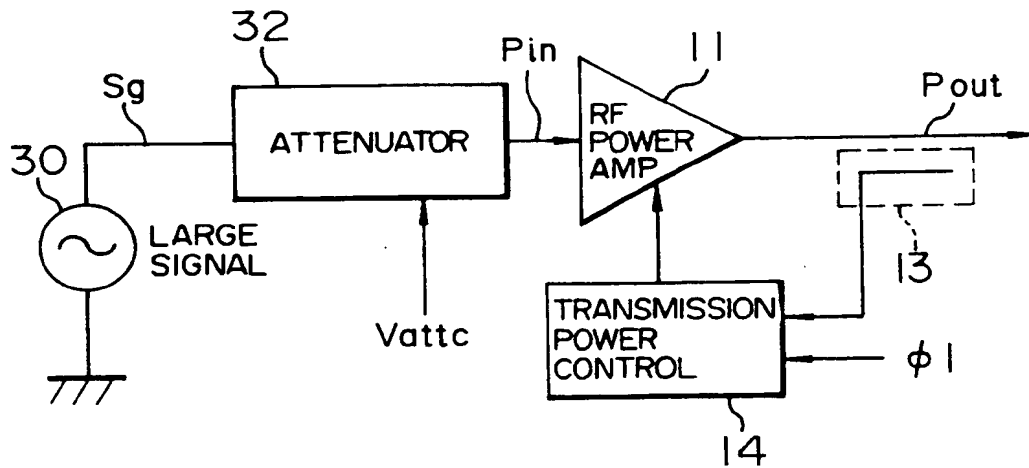 32
Pin
11
Sg
Pout
30
ATTENUATOR
RF
POWER
AMP
LARGE
SIGNAL
13
Vattc
TRANSMISSION
POWER
CONTROL
φ1
14